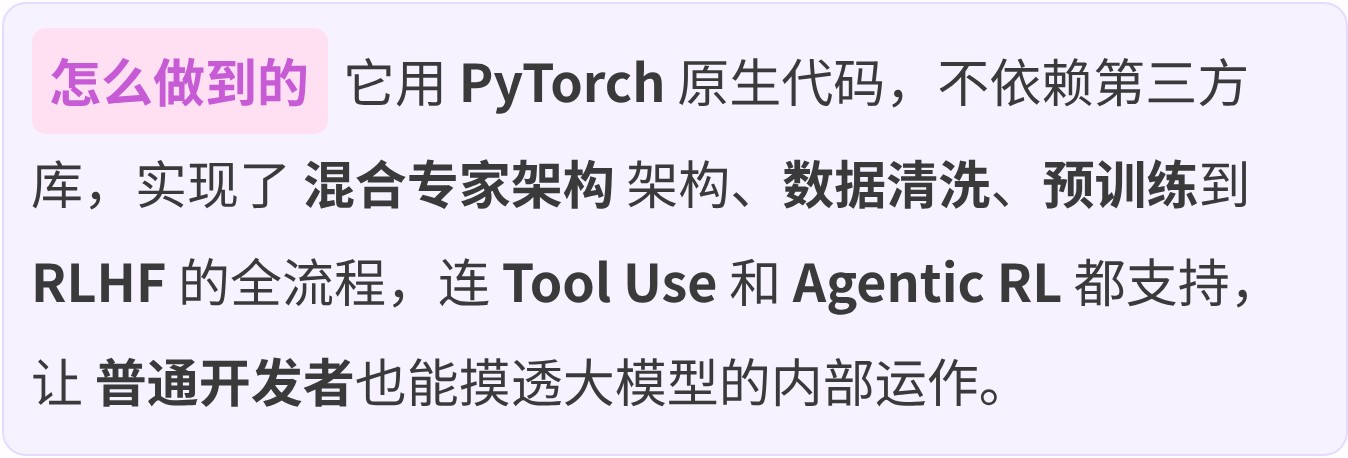 怎么做到的 它用 PyTorch 原生代码，不依赖第三方
库，实现了 混合专家架构 架构、数据清洗、预训练到
RLHF 的全流程，连 Tool Use 和 Agentic RL 都支持，
让 普通开发者也能摸透大模型的内部运作。